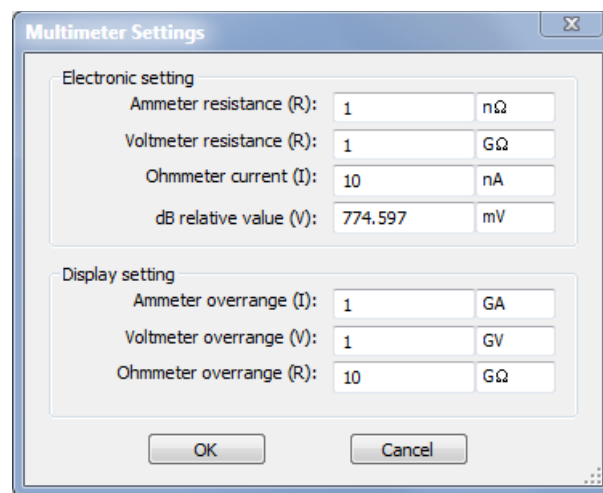 Multimeter Settings
Electronic setting
Ammeter resistance (R): 1 nΩ
Voltmeter resistance (R): 1 GΩ
Ohmmeter current (I): 10 nA
dB relative value (V): 774.597 mV
Display setting
Ammeter overrange (I): 1 GA
Voltmeter overrange (V): 1 GV
Ohmmeter overrange (R): 10 GΩ
OK Cancel